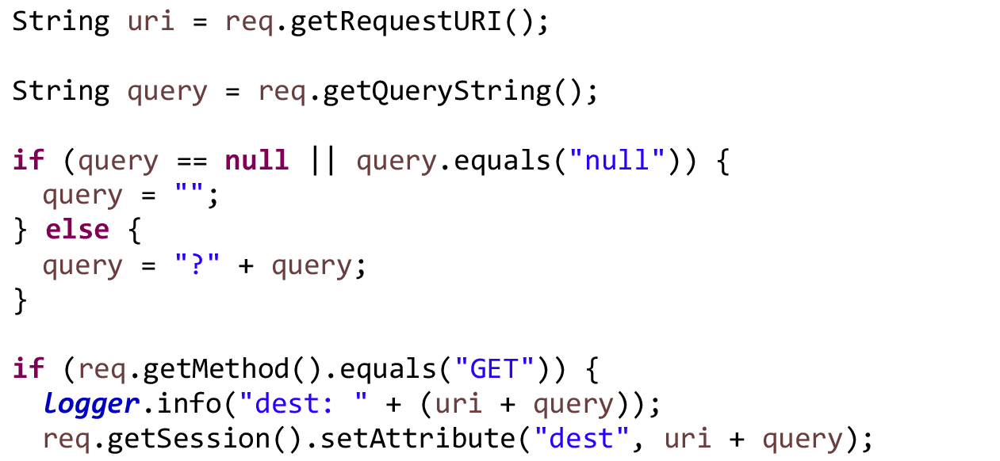 String uri = req.getRequestURI();
String query = req.getQueryString();
if (query == null || query.equals("null")) {
  query = "";
} else {
  query = "?" + query;
}
if (req.getMethod().equals("GET")) {
  logger.info("dest: " + (uri + query));
  req.getSession().setAttribute("dest", uri + query);